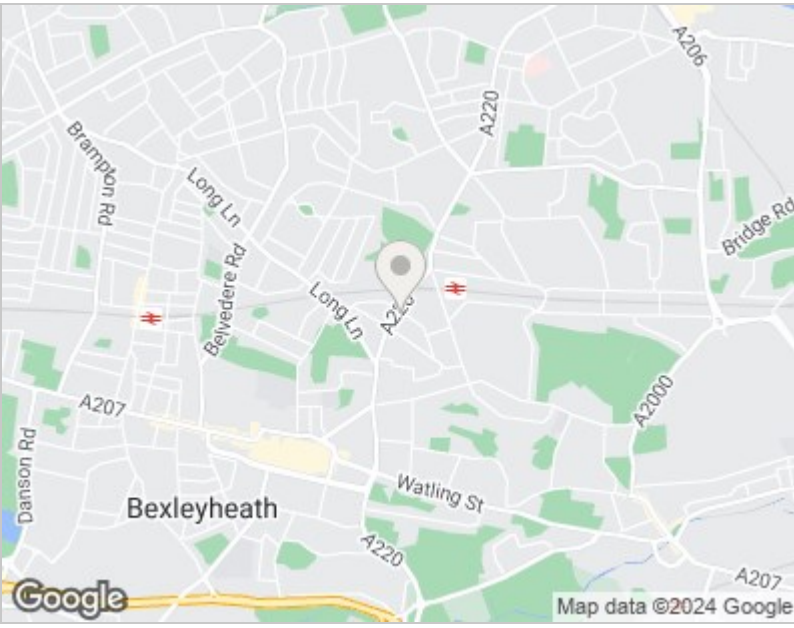 A206
A220
Brampton Rd
Long Ln
Bridge Rd
Belvedere Rd
Long Ln
A220
A2000
A207
Danson Rd
Watling St
Bexleyheath
A220
A207
Google
Map data ©2024 Google